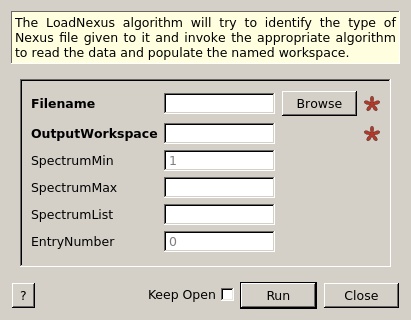 The LoadNexus algorithm will try to identify the type of
Nexus file given to it and invoke the appropriate algorithm
to read the data and populate the named workspace.
Filename Browse *
OutputWorkspace *
SpectrumMin 1
SpectrumMax
SpectrumList
EntryNumber 0
? Keep Open Run Close